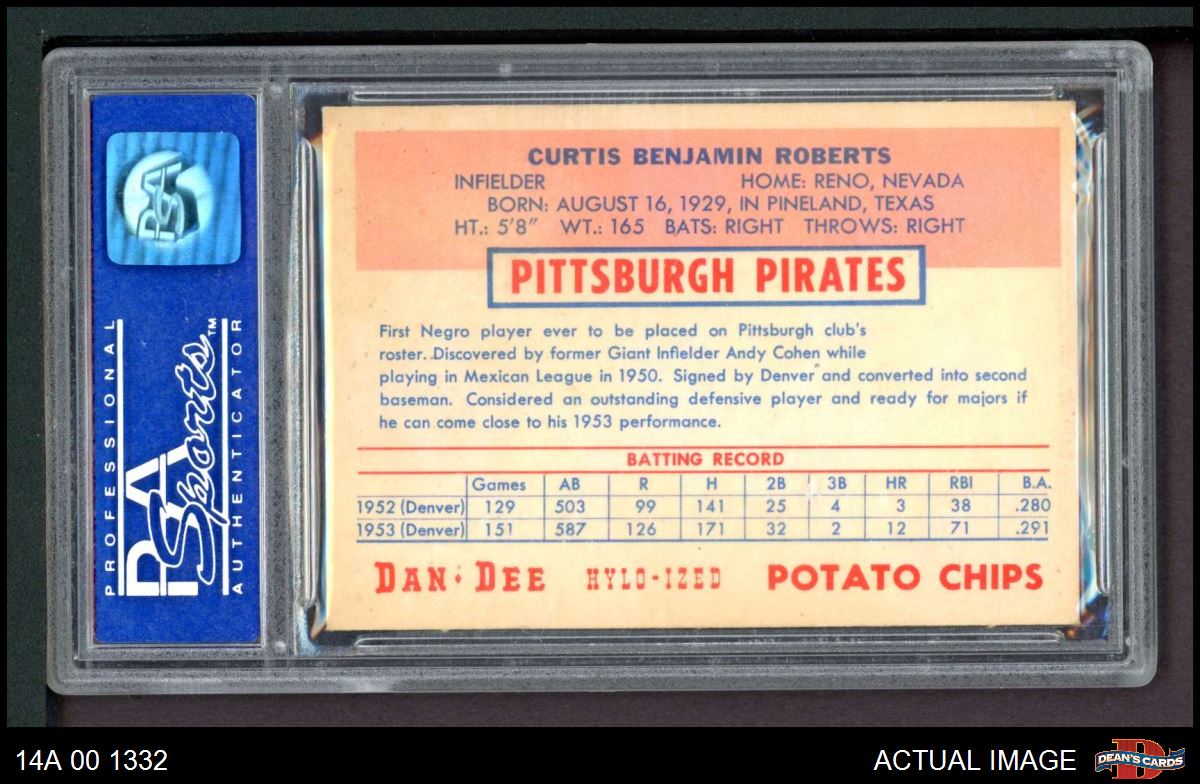 CURTIS BENJAMIN ROBERTS
INFIELDER HOME: RENO, NEVADA
BORN: AUGUST 16, 1929, IN PINELAND, TEXAS
HT.: 5'8" WT.: 165 BATS: RIGHT THROWS: RIGHT
PITTSBURGH PIRATES
First Negro player ever to be placed on Pittsburgh club's
roster. Discovered by former Giant Infielder Andy Cohen while
playing in Mexican League in 1950. Signed by Denver and converted into second
baseman. Considered an outstanding defensive player and ready for majors if
he can come close to his 1953 performance.
BATTING RECORD
Games AB R H 2B 3B HR RBI B.A.
1952 (Denver) 129 503 99 141 25 4 3 38 .280
1953 (Denver) 151 587 126 171 32 2 12 71 .291
DAN·DEE HYLO-IZED POTATO CHIPS
PSA
PROFESSIONAL
PSA Sports™
AUTHENTICATOR
14A 00 1332
ACTUAL IMAGE
D
DEAN'S CARDS